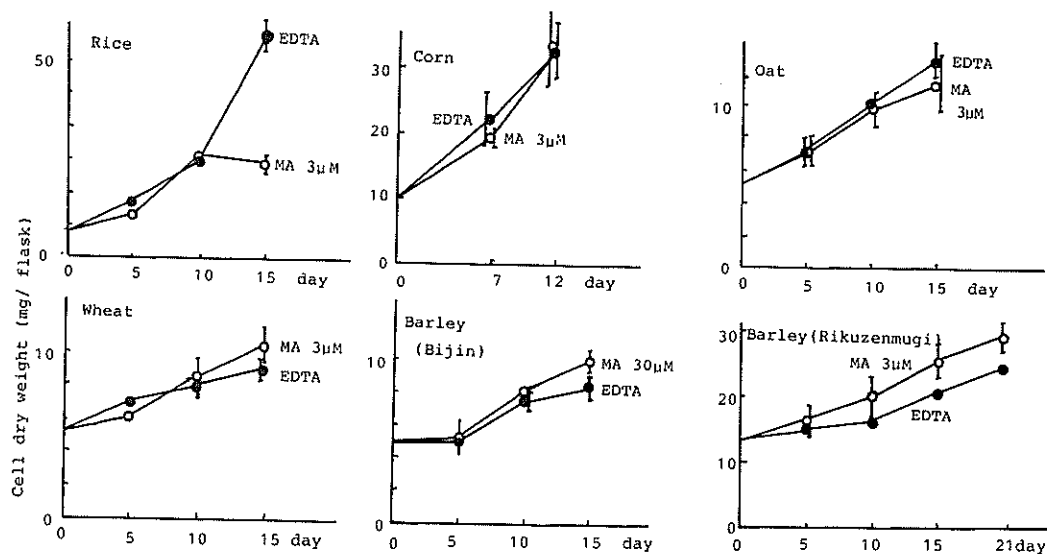 Cell dry weight (mg/ flask)
Rice
50
0
EDTA
MA 3μM
0 5 10 15 day
Corn
30
20
10
0
EDTA
MA 3μM
0 7 12 day
Oat
10
0
EDTA
MA
3μM
0 5 10 15 day
Wheat
10
0
MA 3μM
EDTA
0 5 10 15 day
Barley
(Bijin)
10
0
MA 30μM
EDTA
0 5 10 15 day
Barley(Rikuzenmugi)
30
20
10
0
MA 3μM
EDTA
0 5 10 15 21day